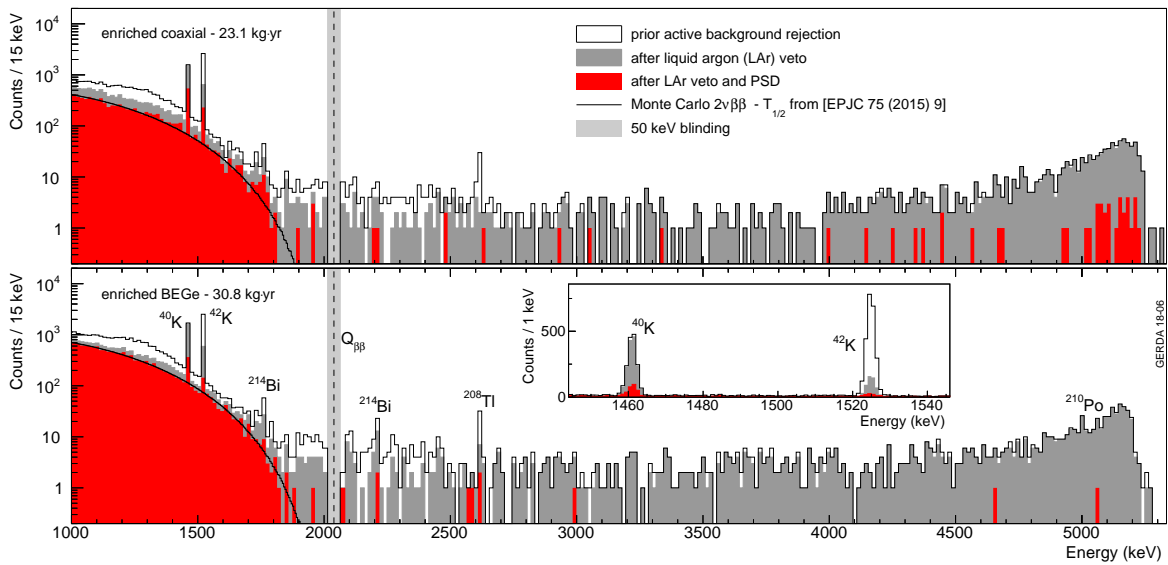 enriched coaxial - 23.1 kg·yr
Counts / 15 keV
10⁴
10³
10²
10
1
prior active background rejection
after liquid argon (LAr) veto
after LAr veto and PSD
Monte Carlo 2νββ - T₁/₂ from [EPJC 75 (2015) 9]
50 keV blinding
enriched BEGe - 30.8 kg·yr
Counts / 15 keV
10⁴
10³
10²
10
1
⁴⁰K
⁴²K
²¹⁴Bi
Qββ
²¹⁴Bi
²⁰⁸Tl
²¹⁰Po
Counts / 1 keV
500
0
⁴⁰K
⁴²K
1460 1480 1500 1520 1540
Energy (keV)
GERDA 18-06
1000 1500 2000 2500 3000 3500 4000 4500 5000
Energy (keV)